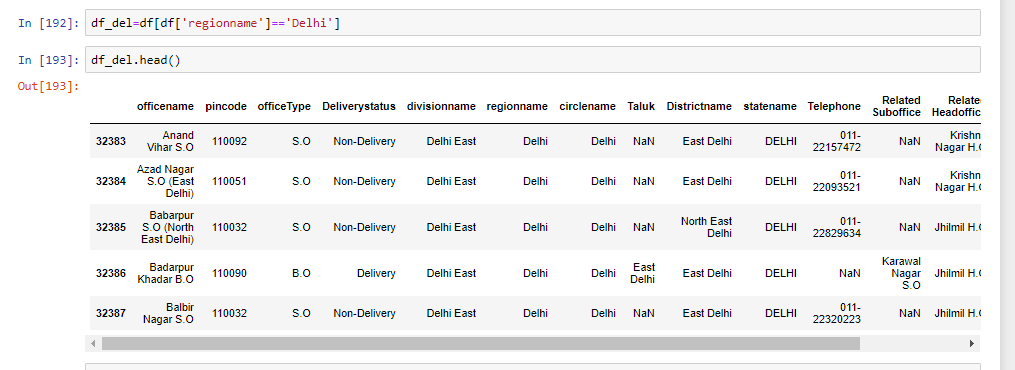 In [192]: df_del=df[df['regionname']=='Delhi']
In [193]: df_del.head()
Out[193]:
officename pincode officeType Deliverystatus divisionname regionname circlename Taluk Districtname statename Telephone Related Suboffice Relate Headoffic
32383 Anand Vihar S.O 110092 S.O Non-Delivery Delhi East Delhi Delhi NaN East Delhi DELHI 011-22157472 NaN Krishn Nagar H.
32384 Azad Nagar S.O (East Delhi) 110051 S.O Non-Delivery Delhi East Delhi Delhi NaN East Delhi DELHI 011-22093521 NaN Krishn Nagar H.
32385 Babarpur S.O (North East Delhi) 110032 S.O Non-Delivery Delhi East Delhi Delhi NaN North East Delhi DELHI 011-22829634 NaN Jhilmil H.
32386 Badarpur Khadar B.O 110090 B.O Delivery Delhi East Delhi Delhi East Delhi East Delhi DELHI NaN Karawal Nagar S.O Jhilmil H.
32387 Balbir Nagar S.O 110032 S.O Non-Delivery Delhi East Delhi Delhi NaN East Delhi DELHI 011-22320223 NaN Jhilmil H.